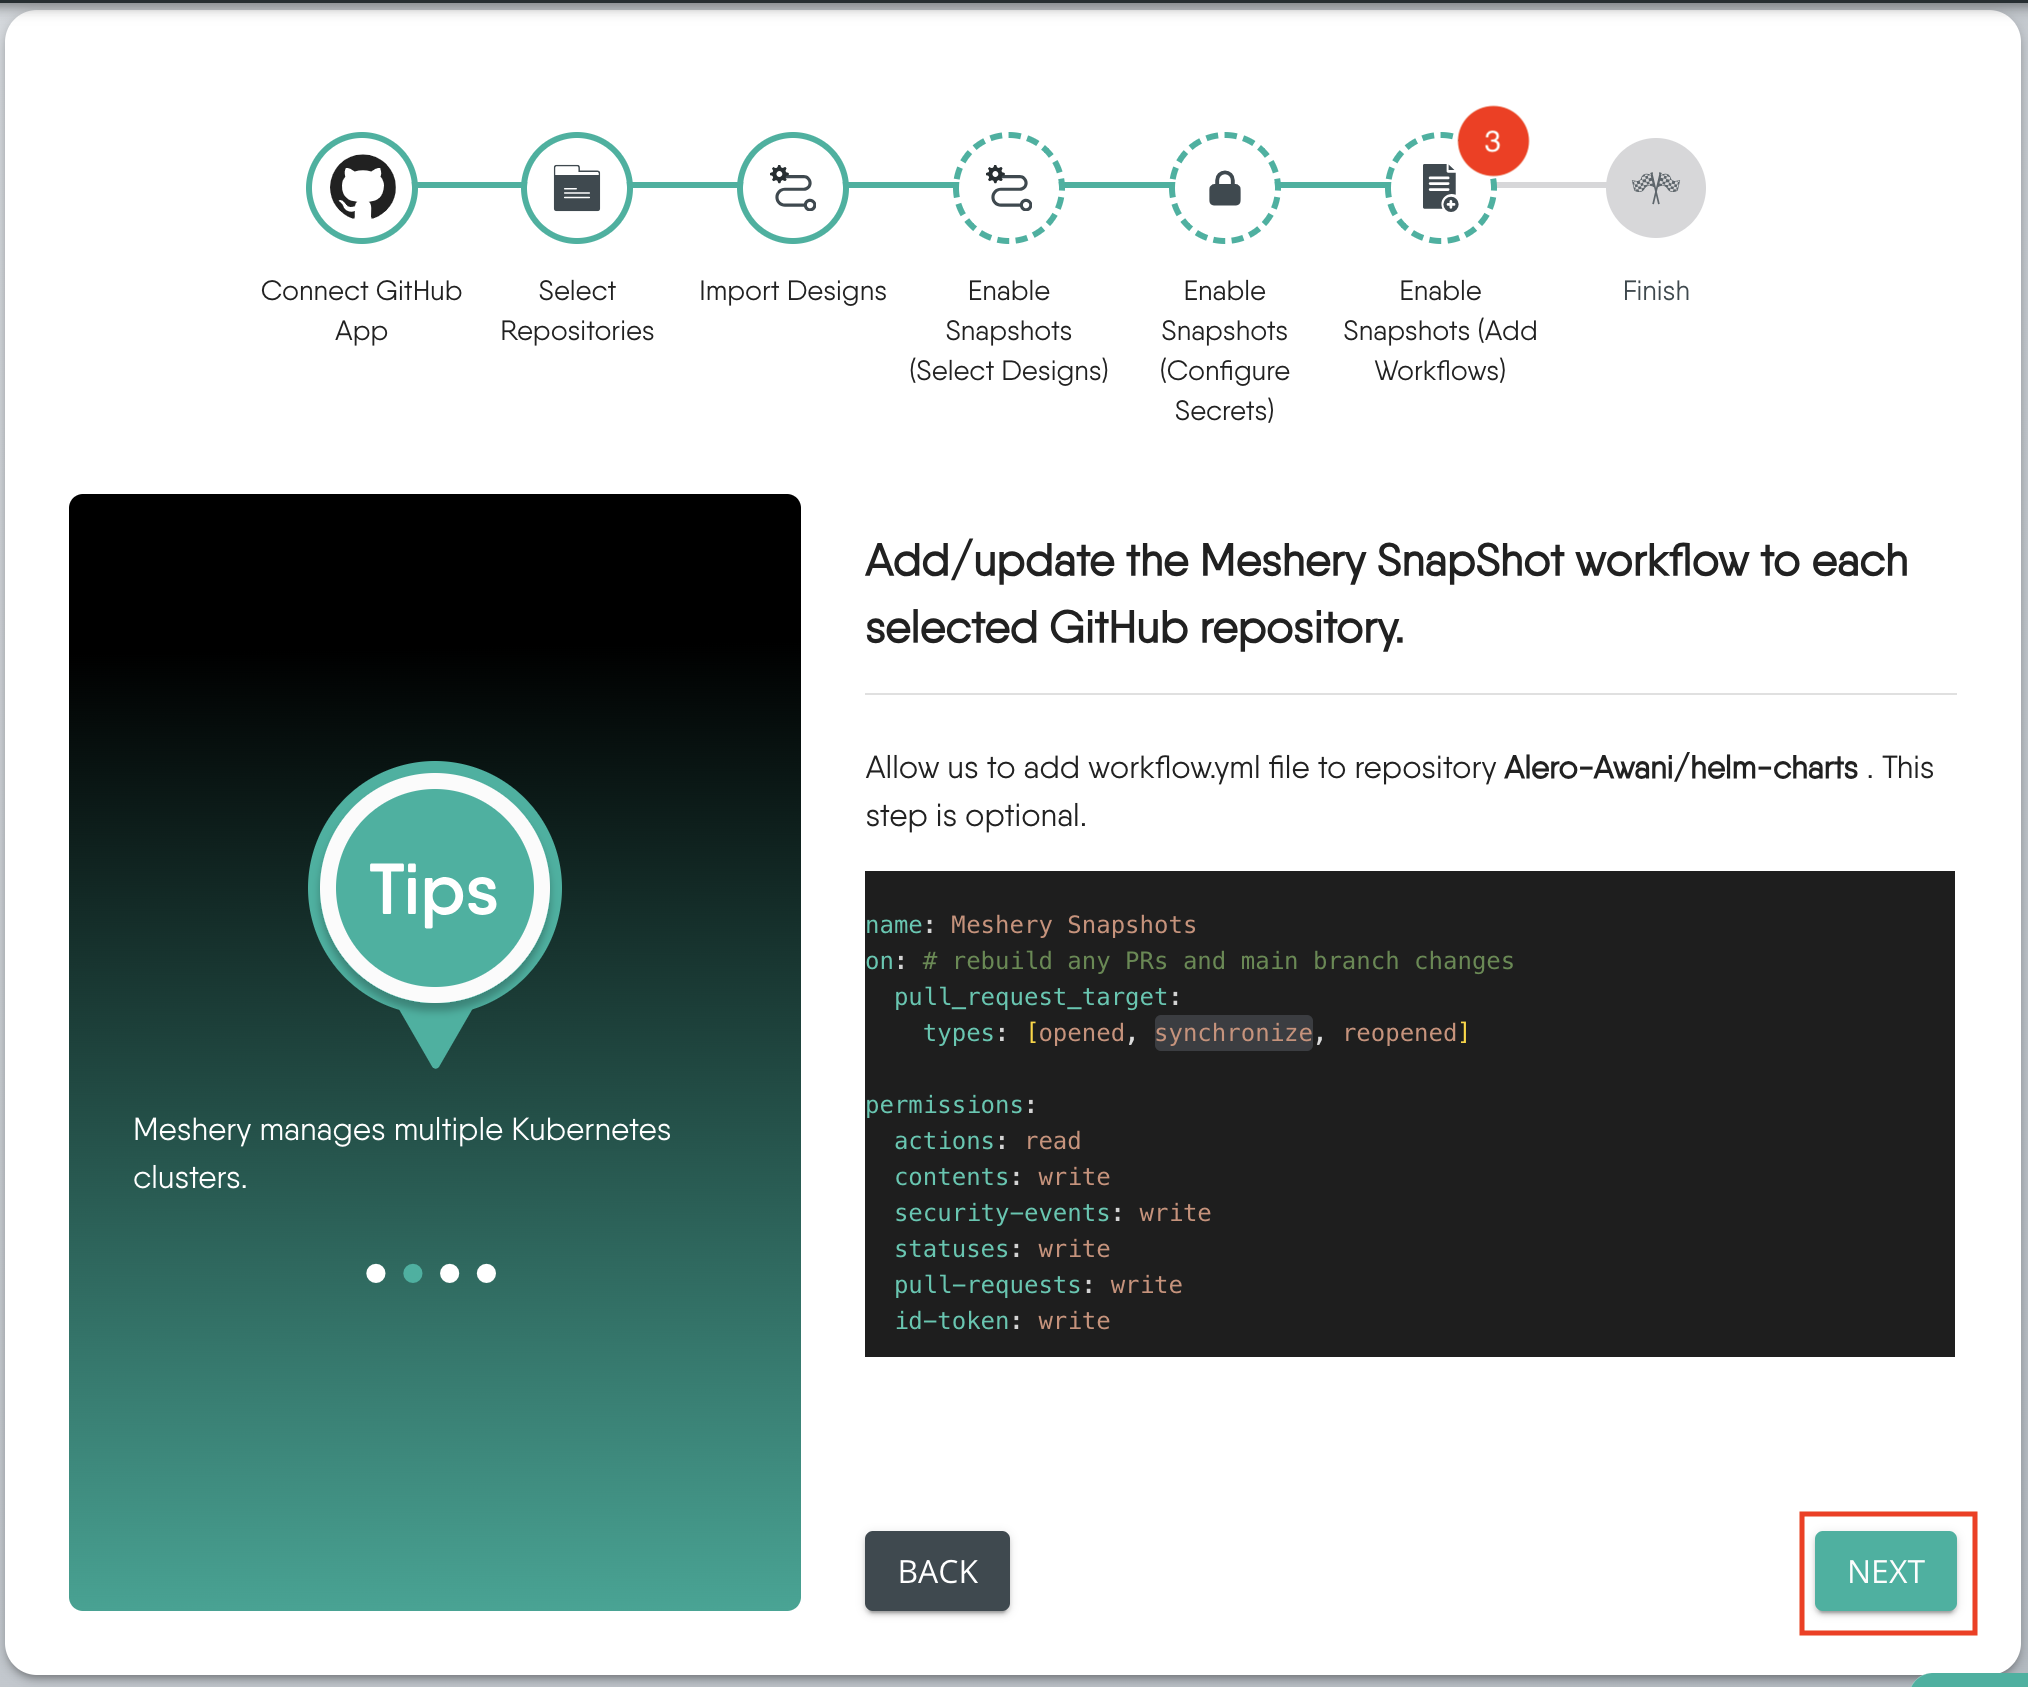 3
Connect GitHub
App
Select
Repositories
Import Designs
Enable
Snapshots
(Select Designs)
Enable
Snapshots
(Configure
Secrets)
Enable
Snapshots (Add
Workflows)
Finish
Tips
Meshery manages multiple Kubernetes
clusters.
Add/update the Meshery SnapShot workflow to each
selected GitHub repository.
Allow us to add workflow.yml file to repository Alero-Awani/helm-charts . This
step is optional.
name: Meshery Snapshots
on: # rebuild any PRs and main branch changes
  pull_request_target:
    types: [opened, synchronize, reopened]
permissions:
  actions: read
  contents: write
  security-events: write
  statuses: write
  pull-requests: write
  id-token: write
BACK
NEXT